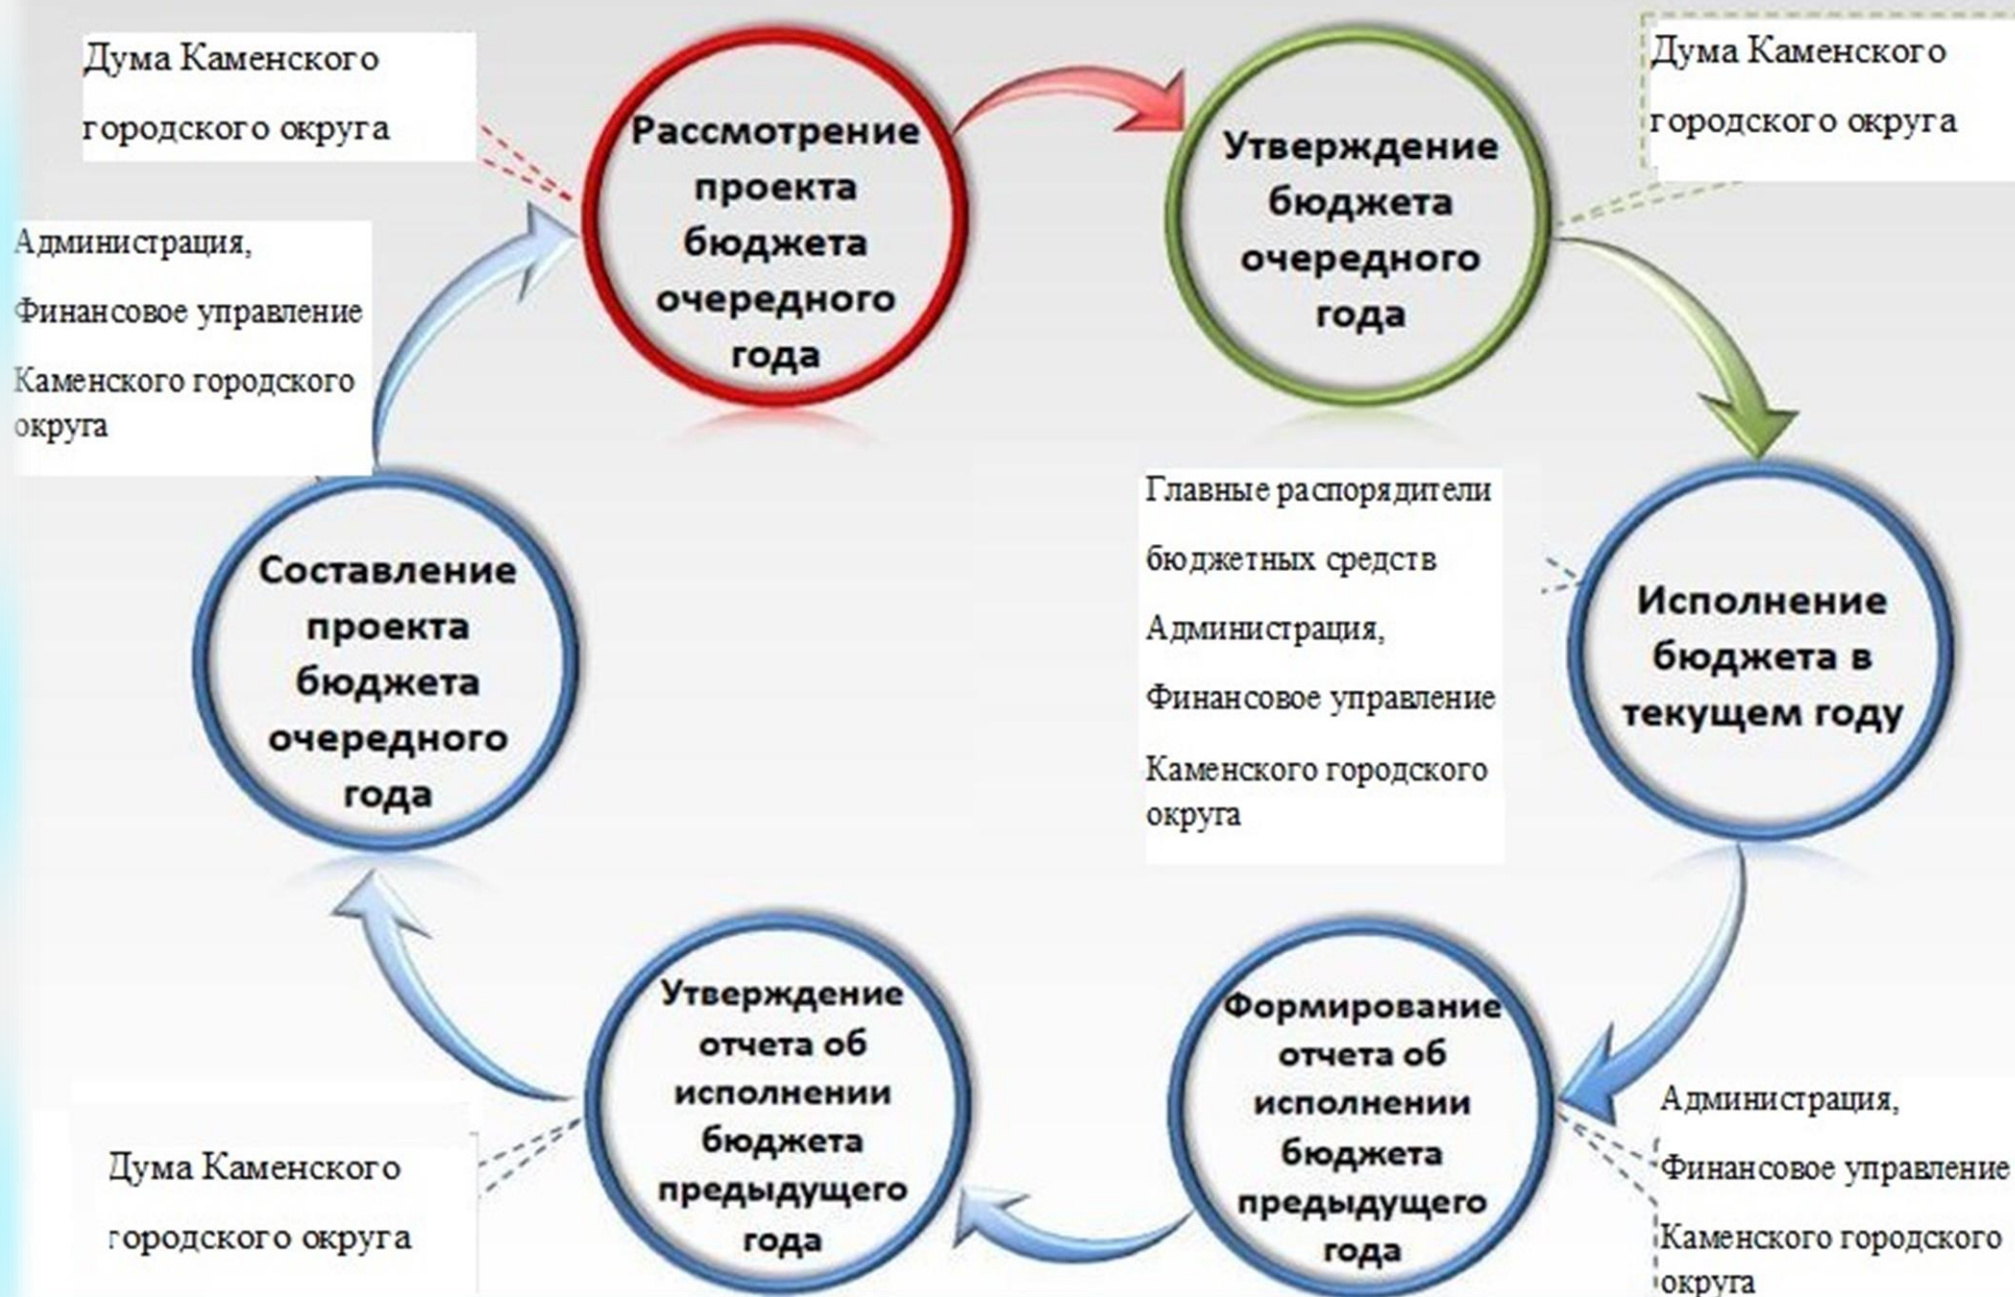 Дума Каменского
городского округа
Рассмотрение
проекта
бюджета
очередного
года
Утверждение
бюджета
очередного
года
Дума Каменского
городского округа
Администрация,
Финансовое управление
Каменского городского
округа
Составление
проекта
бюджета
очередного
года
Главные распорядители
бюджетных средств
Администрация,
Финансовое управление
Каменского городского
округа
Исполнение
бюджета в
текущем году
Дума Каменского
городского округа
Утверждение
отчета об
исполнении
бюджета
предыдущего
года
Формирование
отчета об
исполнении
бюджета
предыдущего
года
Администрация,
Финансовое управление
Каменского городского
округа